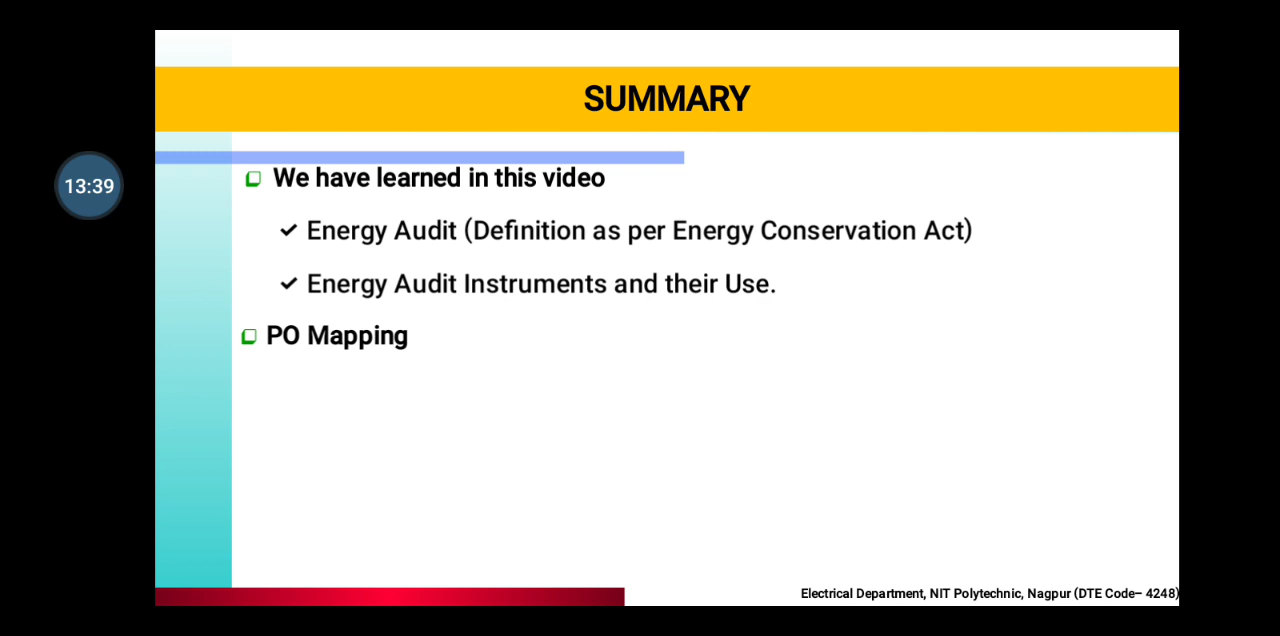 SUMMARY
13:39
We have learned in this video
Energy Audit (Definition as per Energy Conservation Act)
Energy Audit Instruments and their Use.
PO Mapping
Electrical Department, NIT Polytechnic, Nagpur (DTE Code– 4248)